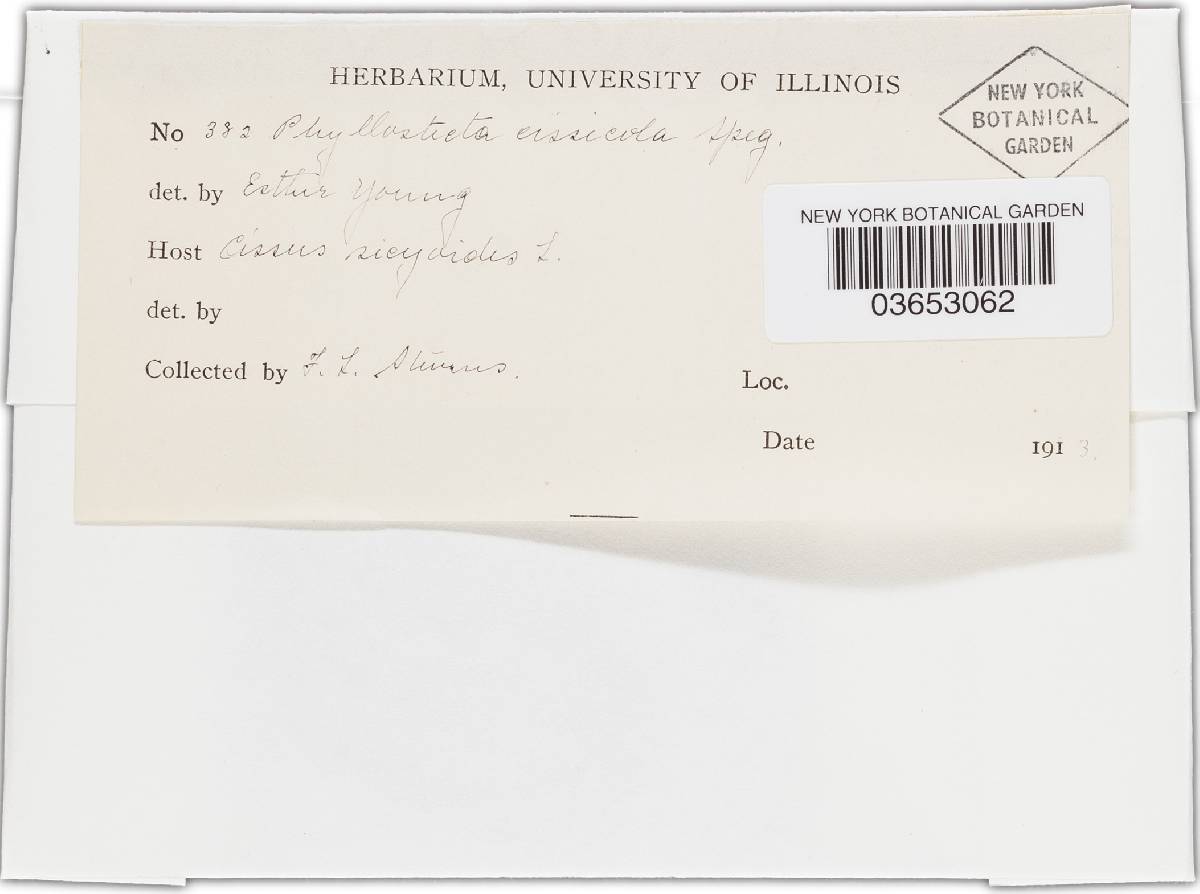 HERBARIUM, UNIVERSITY OF ILLINOIS
No 382 Phyllosticta cissicola Speg.
det. by Esther Young
Host Cissus sicyoides L.
det. by
Collected by F. L. Stevens.
Loc.
Date 1913.
NEW YORK
BOTANICAL
GARDEN
NEW YORK BOTANICAL GARDEN
03653062